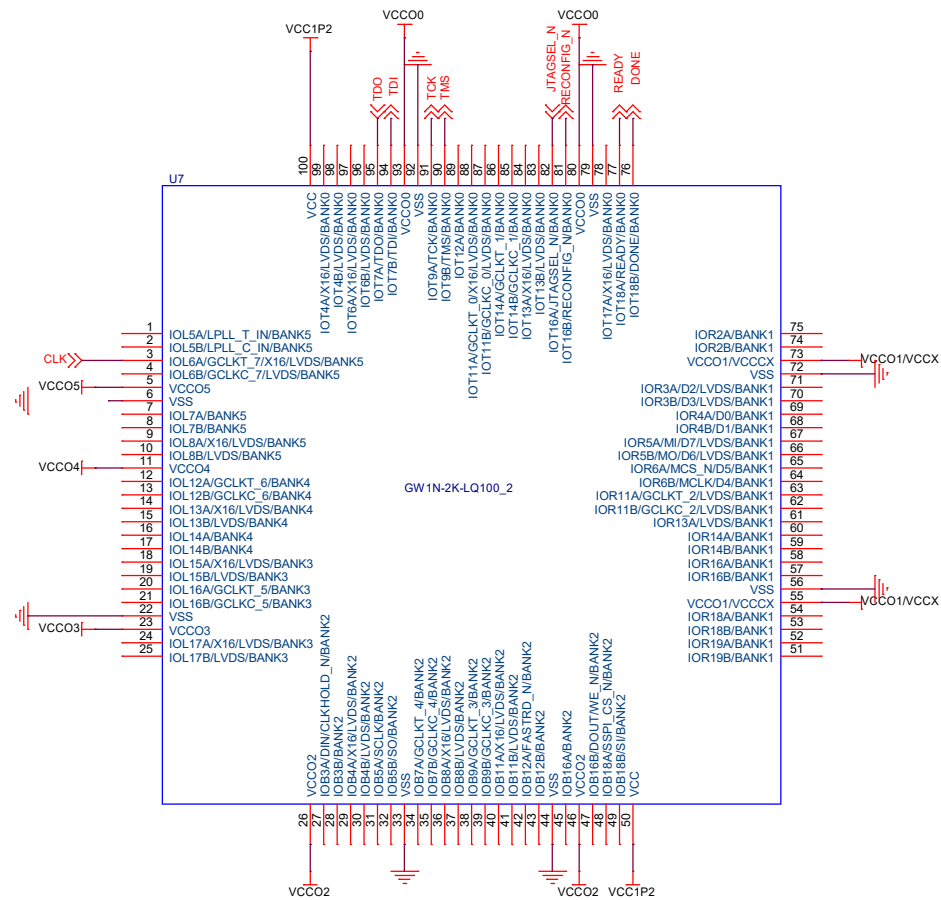 VCC1P2
VCCO0
VCCO0
TDO
TDI
TCK
TMS
JTAGSEL_N
RECONFIG_N
READY
DONE
100
99
98
97
96
95
94
93
92
91
90
89
88
87
86
85
84
83
82
81
80
79
78
77
76
U7
VCC
IOT4A/X16/LVDS/BANK0
IOT4B/LVDS/BANK0
IOT6A/X16/LVDS/BANK0
IOT6B/LVDS/BANK0
IOT7A/TDO/BANK0
IOT7B/TDI/BANK0
VCCO0
VSS
IOT9A/TCK/BANK0
IOT9B/TMS/BANK0
IOT12A/BANK0
IOT11A/GCLKT_0/X16/LVDS/BANK0
IOT11B/GCLKC_0/LVDS/BANK0
IOT14A/GCLKT_1/BANK0
IOT14B/GCLKC_1/BANK0
IOT13A/X16/LVDS/BANK0
IOT13B/LVDS/BANK0
IOT16A/JTAGSEL_N/BANK0
IOT16B/RECONFIG_N/BANK0
VCCO0
VSS
IOT17A/X16/LVDS/BANK0
IOT18A/READY/BANK0
IOT18B/DONE/BANK0
1 IOL5A/LPLL_T_IN/BANK5
2 IOL5B/LPLL_C_IN/BANK5
CLK 3 IOL6A/GCLKT_7/X16/LVDS/BANK5
4 IOL6B/GCLKC_7/LVDS/BANK5
VCCO5 5 VCCO5
6 VSS
7 IOL7A/BANK5
8 IOL7B/BANK5
9 IOL8A/X16/LVDS/BANK5
10 IOL8B/LVDS/BANK5
VCCO4 11 VCCO4
12 IOL12A/GCLKT_6/BANK4
13 IOL12B/GCLKC_6/BANK4
14 IOL13A/X16/LVDS/BANK4
15 IOL13B/LVDS/BANK4
16 IOL14A/BANK4
17 IOL14B/BANK4
18 IOL15A/X16/LVDS/BANK3
19 IOL15B/LVDS/BANK3
20 IOL16A/GCLKT_5/BANK3
21 IOL16B/GCLKC_5/BANK3
22 VSS
VCCO3 23 VCCO3
24 IOL17A/X16/LVDS/BANK3
25 IOL17B/LVDS/BANK3
GW1N-2K-LQ100_2
IOR2A/BANK1 75
IOR2B/BANK1 74
VCCO1/VCCX 73 VCCO1/VCCX
VSS 72
IOR3A/D2/LVDS/BANK1 71
IOR3B/D3/LVDS/BANK1 70
IOR4A/D0/BANK1 69
IOR4B/D1/BANK1 68
IOR5A/MI/D7/LVDS/BANK1 67
IOR5B/MO/D6/LVDS/BANK1 66
IOR6A/MCS_N/D5/BANK1 65
IOR6B/MCLK/D4/BANK1 64
IOR11A/GCLKT_2/LVDS/BANK1 63
IOR11B/GCLKC_2/LVDS/BANK1 62
IOR13A/LVDS/BANK1 61
IOR14A/BANK1 60
IOR14B/BANK1 59
IOR16A/BANK1 58
IOR16B/BANK1 57
VSS 56
VCCO1/VCCX 55 VCCO1/VCCX
IOR18A/BANK1 54
IOR18B/BANK1 53
IOR19A/BANK1 52
IOR19B/BANK1 51
VCCO2
IOB3A/DIN/CLKHOLD_N/BANK2
IOB3B/BANK2
IOB4A/X16/LVDS/BANK2
IOB4B/LVDS/BANK2
IOB5A/SCLK/BANK2
IOB5B/SO/BANK2
VSS
IOB7A/GCLKT_4/BANK2
IOB7B/GCLKC_4/BANK2
IOB8A/X16/LVDS/BANK2
IOB8B/LVDS/BANK2
IOB9A/GCLKT_3/BANK2
IOB9B/GCLKC_3/BANK2
IOB11A/X16/LVDS/BANK2
IOB11B/LVDS/BANK2
IOB12A/FASTRD_N/BANK2
IOB12B/BANK2
VSS
IOB16A/BANK2
VCCO2
IOB16B/DOUT/WE_N/BANK2
IOB18A/SSPI_CS_N/BANK2
IOB18B/SI/BANK2
VCC
26
27
28
29
30
31
32
33
34
35
36
37
38
39
40
41
42
43
44
45
46
47
48
49
50
VCCO2
VCCO2
VCC1P2